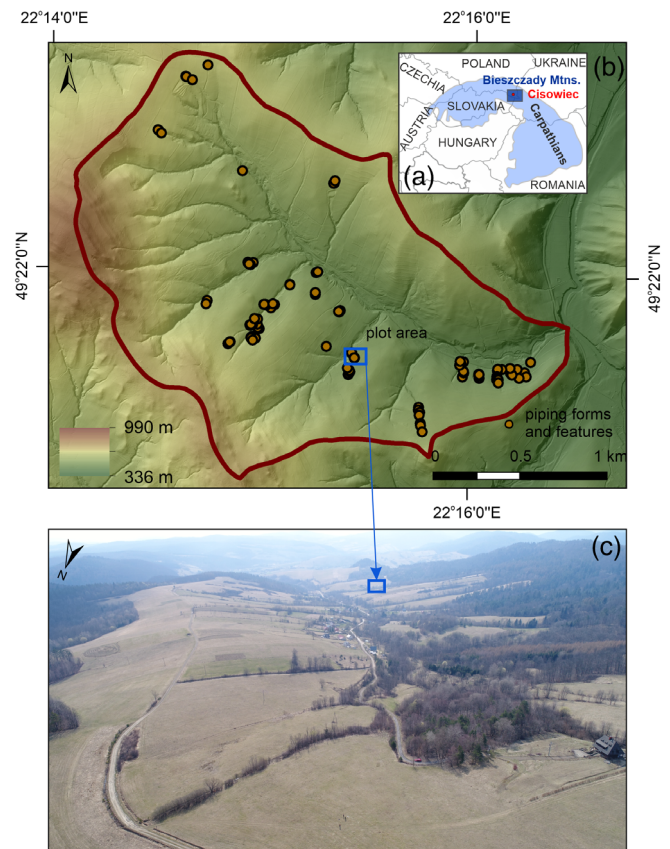 22°14'0"E
22°16'0"E
N
(b)
POLAND
UKRAINE
CZECHIA
Bieszczady Mtns.
Cisowiec
SLOVAKIA
AUSTRIA
HUNGARY
Carpathians
(a)
ROMANIA
49°22'0"N
49°22'0"N
plot area
990 m
336 m
piping forms
and features
0
0.5
1 km
22°16'0"E
N
(c)